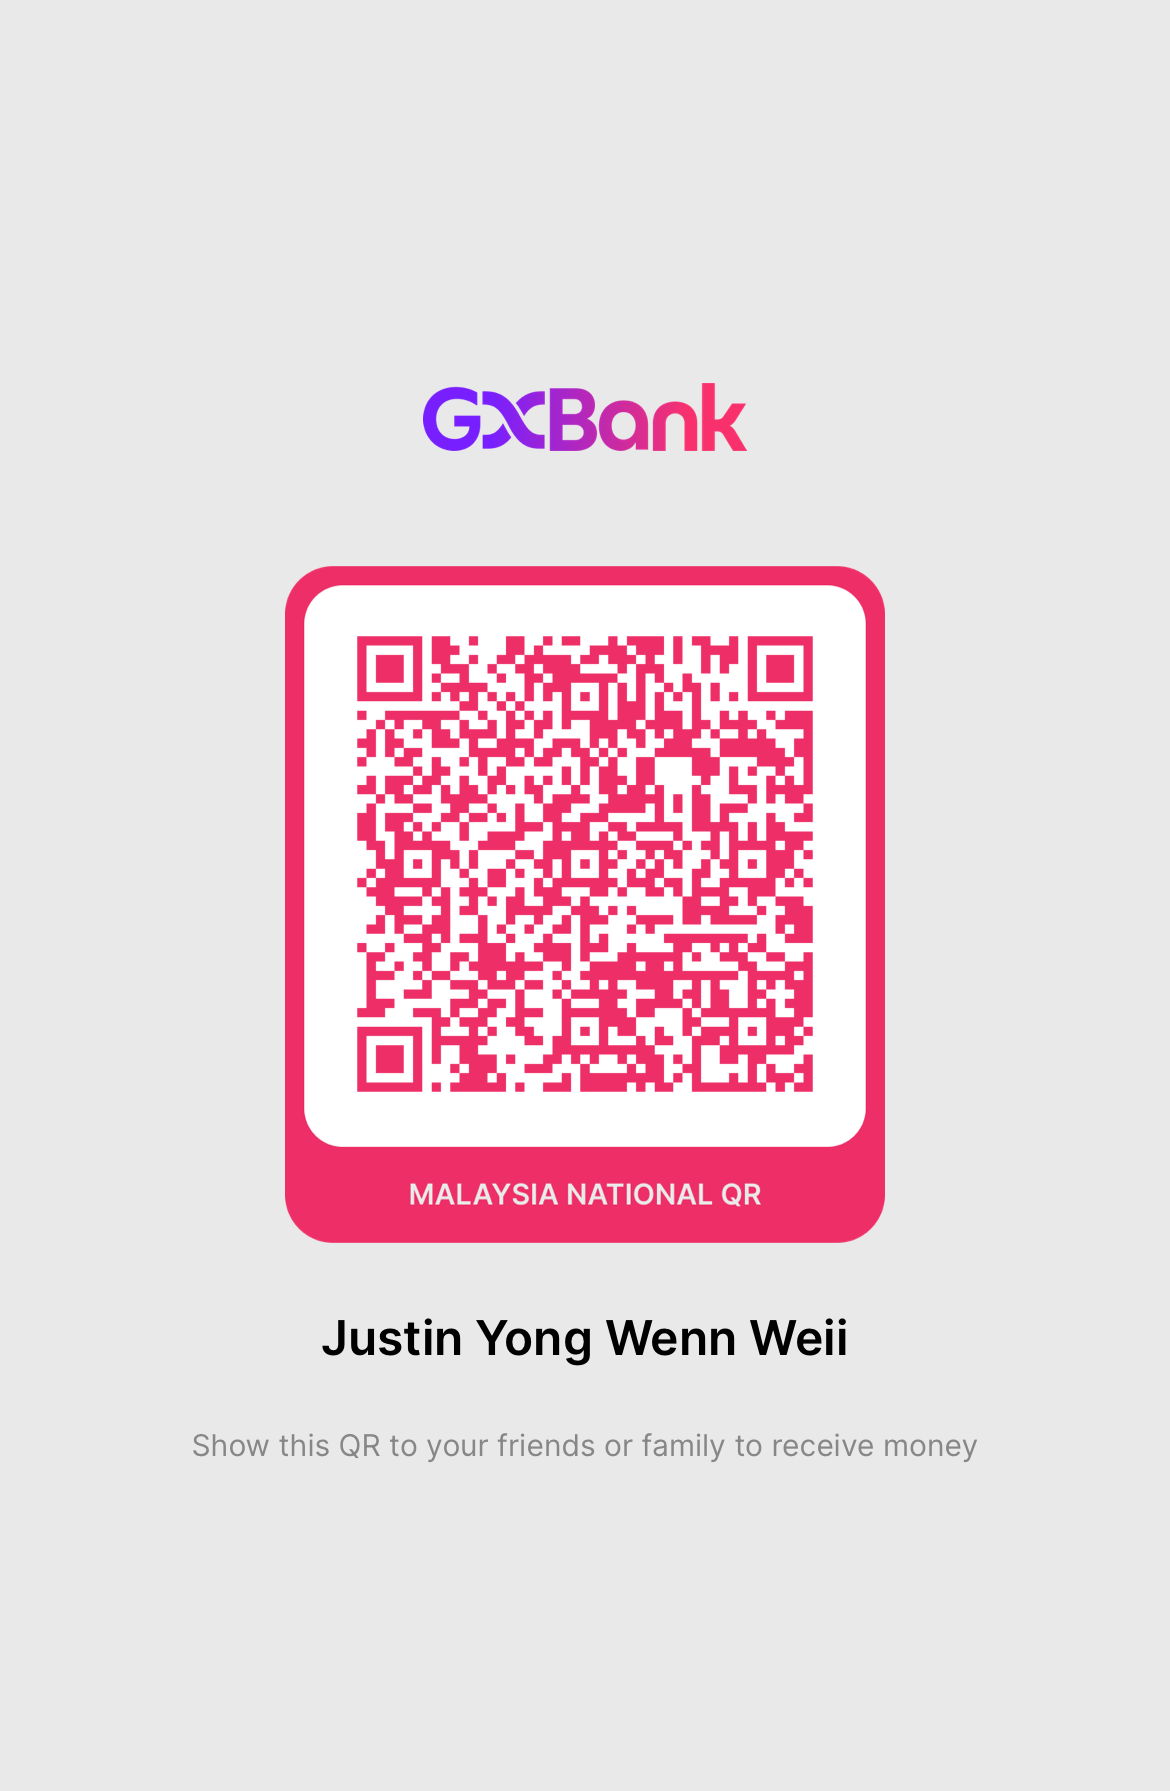 GXBank
MALAYSIA NATIONAL QR
Justin Yong Wenn Weii
Show this QR to your friends or family to receive money